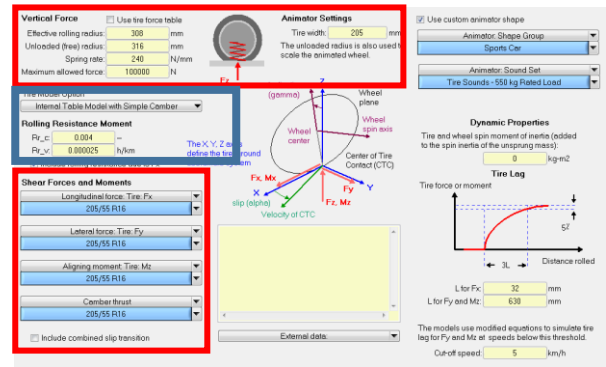 Vertical Force
Use tire force table
Effective rolling radius: 308 mm
Unloaded (free) radius: 316 mm
Spring rate: 240 N/mm
Maximum allowed force: 100000 N
Fz
Animator Settings
Tire width: 205 mm
The unloaded radius is also used t
scale the animated wheel.
Use custom animator shape
Animator: Shape Group
Sports Car
Animator: Sound Set
Tire Sounds - 550 kg Rated Load
Tire Model Option
Internal Table Model with Simple Camber
Rolling Resistance Moment
Rr_c: 0.004 --
Rr_v: 0.000025 h/km
The X, Y, Z
define the tire ground
(gamma)
Z
Wheel
plane
Wheel
spin axis
Wheel
center
Center of Tire
Contact (CTC)
Fx, Mx
Fy
Y
X
Fz, Mz
slip (alpha)
Velocity of CTC
Shear Forces and Moments
Longitudinal force: Tire: Fx
205/55 R16
Lateral force: Tire: Fy
205/55 R16
Aligning moment: Tire: Mz
205/55 R16
Camber thrust
205/55 R16
Include combined slip transition
External data:
Dynamic Properties
Tire and wheel spin moment of inertia (added
to the spin inertia of the unsprung mass):
0 kg-m2
Tire Lag
Tire force or moment
5%
3L
Distance rolled
L for Fx: 32 mm
L for Fy and Mz: 630 mm
The models use modified equations to simulate tire
lag for Fy and Mz at speeds below this threshold.
Cut-off speed: 5 km/h